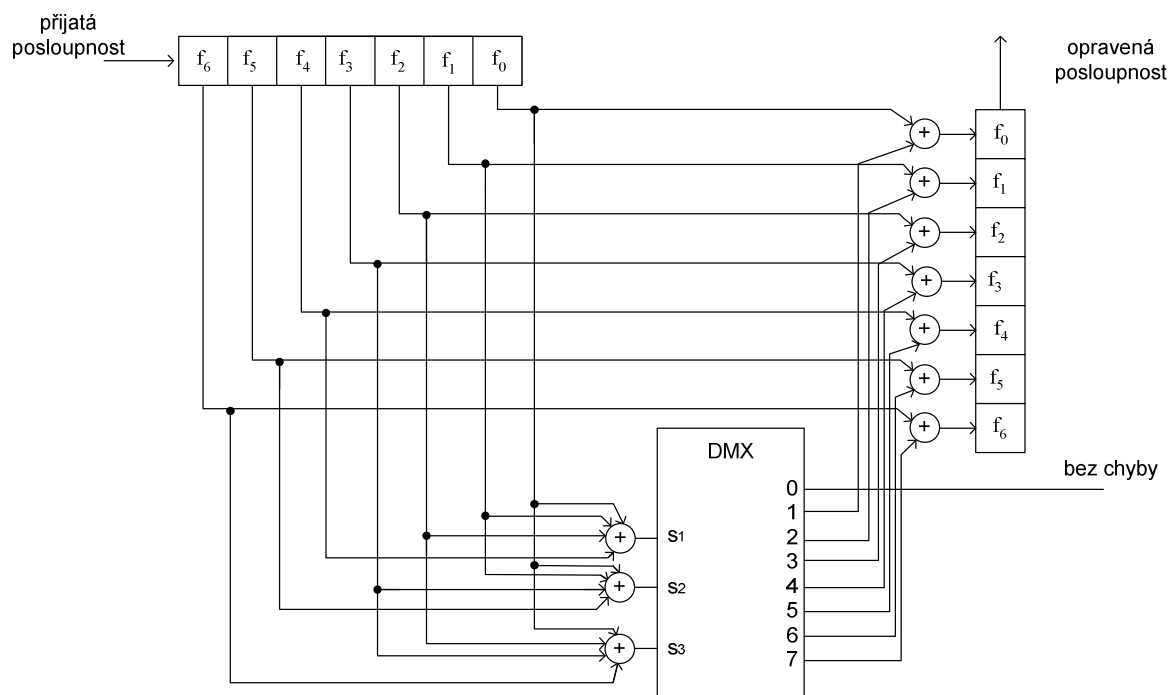 přijatá
posloupnost
f6 f5 f4 f3 f2 f1 f0
opravená
posloupnost
+ f0
+ f1
+ f2
+ f3
+ f4
+ f5
+ f6
DMX
bez chyby
0
1
+ s1
2
3
+ s2
4
5
6
+ s3
7